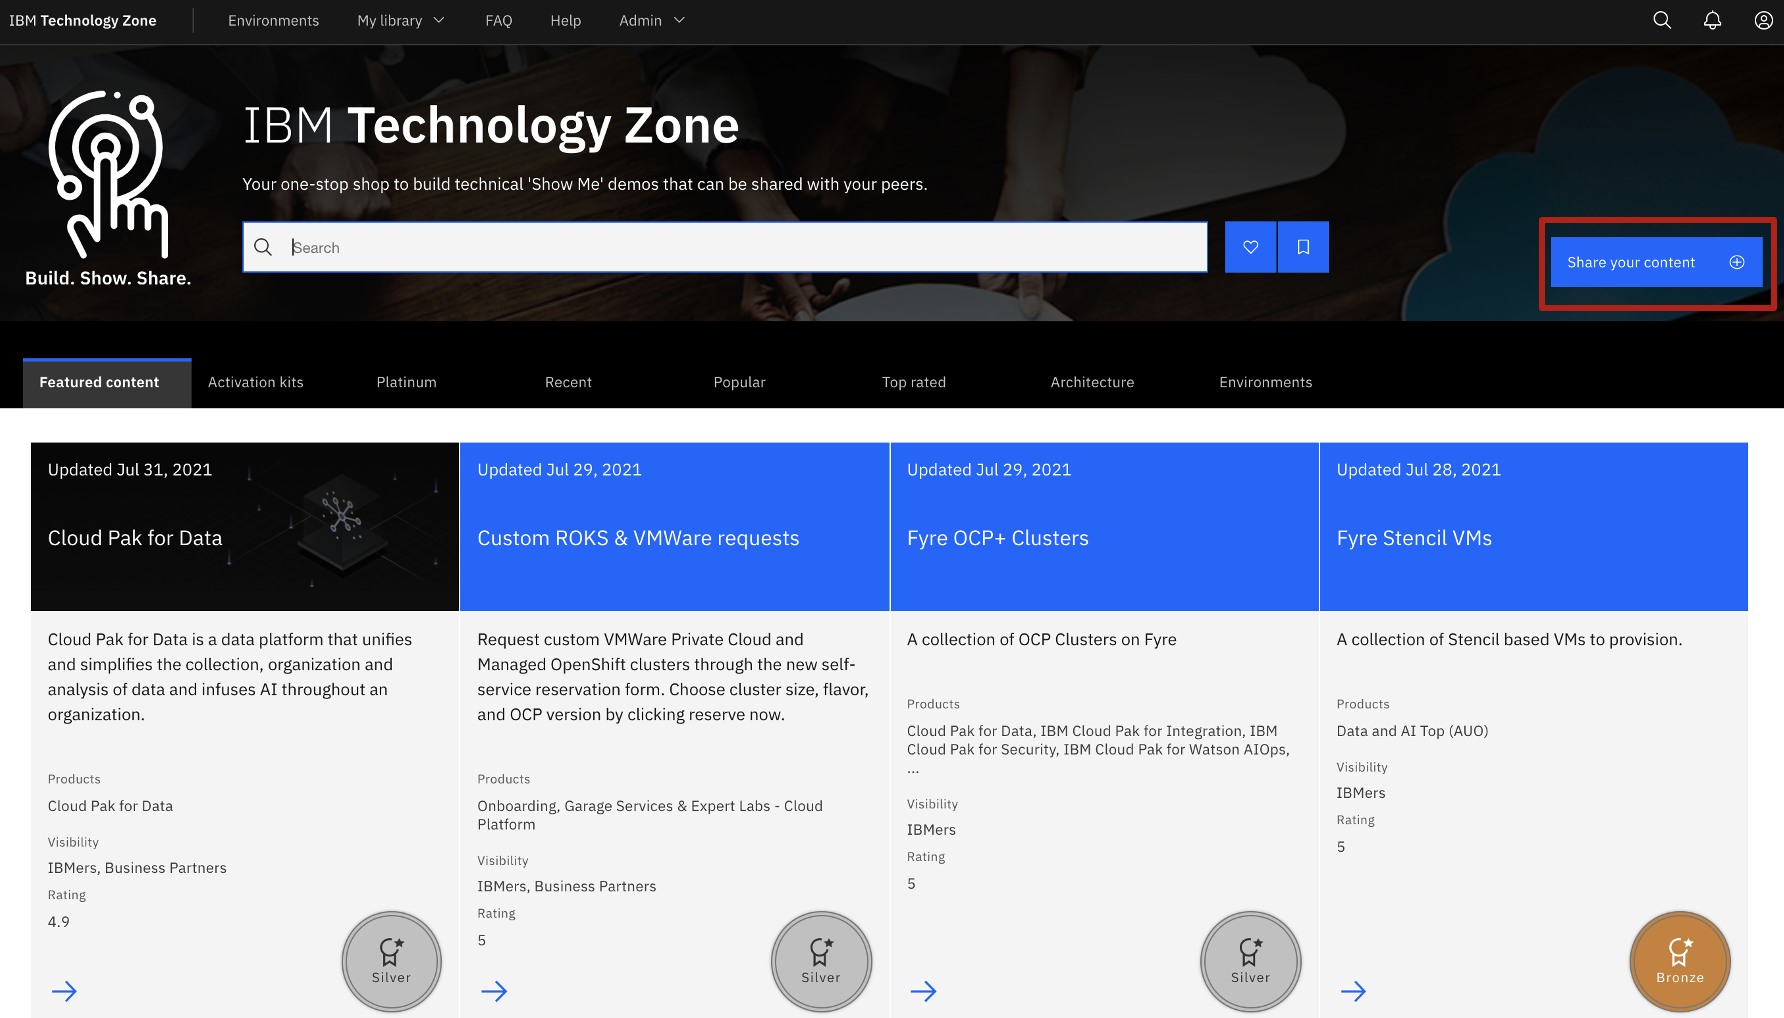 IBM Technology Zone
Environments
My library
FAQ
Help
Admin
Build. Show. Share.
IBM Technology Zone
Your one-stop shop to build technical 'Show Me' demos that can be shared with your peers.
Search
Share your content
Featured content
Activation kits
Platinum
Recent
Popular
Top rated
Architecture
Environments
Updated Jul 31, 2021
Cloud Pak for Data
Cloud Pak for Data is a data platform that unifies
and simplifies the collection, organization and
analysis of data and infuses AI throughout an
organization.
Products
Cloud Pak for Data
Visibility
IBMers, Business Partners
Rating
4.9
Silver
Updated Jul 29, 2021
Custom ROKS & VMWare requests
Request custom VMWare Private Cloud and
Managed OpenShift clusters through the new self-
service reservation form. Choose cluster size, flavor,
and OCP version by clicking reserve now.
Products
Onboarding, Garage Services & Expert Labs - Cloud
Platform
Visibility
IBMers, Business Partners
Rating
5
Silver
Updated Jul 29, 2021
Fyre OCP+ Clusters
A collection of OCP Clusters on Fyre
Products
Cloud Pak for Data, IBM Cloud Pak for Integration, IBM
Cloud Pak for Security, IBM Cloud Pak for Watson AIOps,
...
Visibility
IBMers
Rating
5
Silver
Updated Jul 28, 2021
Fyre Stencil VMs
A collection of Stencil based VMs to provision.
Products
Data and AI Top (AUO)
Visibility
IBMers
Rating
5
Bronze